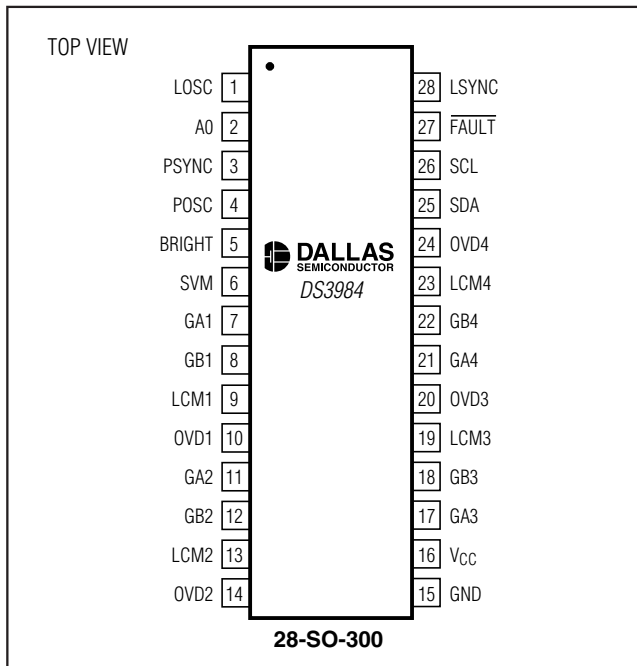 TOP VIEW
LOSC 1 28 LSYNC
A0 2 27 FAULT
PSYNC 3 26 SCL
POSC 4 25 SDA
BRIGHT 5 24 OVD4
SVM 6 23 LCM4
GA1 7 22 GB4
GB1 8 21 GA4
LCM1 9 20 OVD3
OVD1 10 19 LCM3
GA2 11 18 GB3
GB2 12 17 GA3
LCM2 13 16 VCC
OVD2 14 15 GND
DALLAS
SEMICONDUCTOR
DS3984
28-SO-300